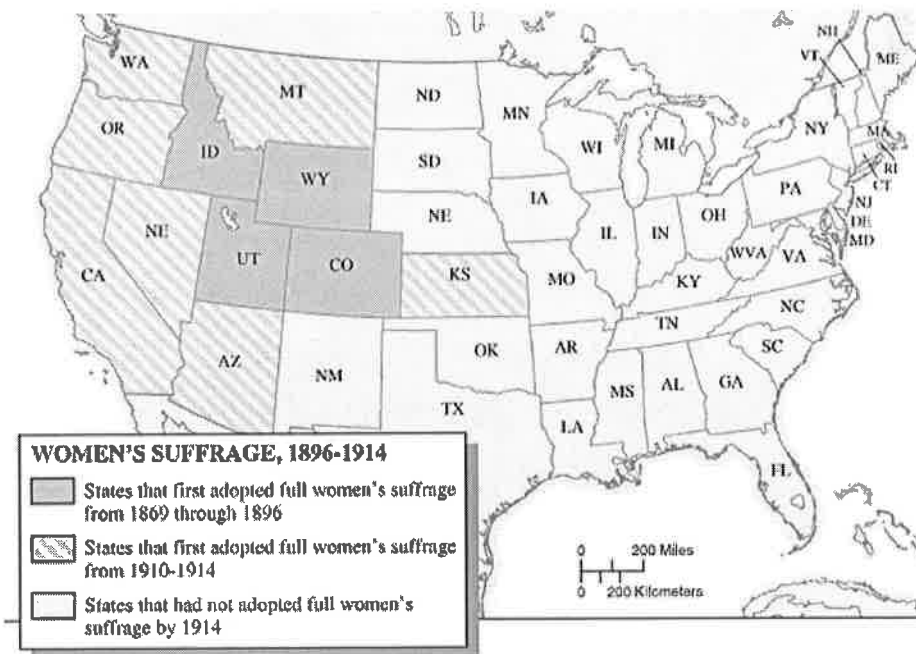 NH
VT
ME
WA
MT
ND
MN
OR
ID
WY
SD
WI
MI
NY
MA
RI
CT
NE
NE
IA
PA
NJ
DE
MD
CA
UT
CO
IL
IN
OH
WVA
VA
KS
MO
KY
NC
TN
AZ
NM
OK
AR
SC
MS
AL
GA
TX
LA
FL
WOMEN'S SUFFRAGE, 1896-1914
States that first adopted full women's suffrage
from 1869 through 1896
States that first adopted full women's suffrage
from 1910-1914
States that had not adopted full women's
suffrage by 1914
0 200 Miles
0 200 Kilometers